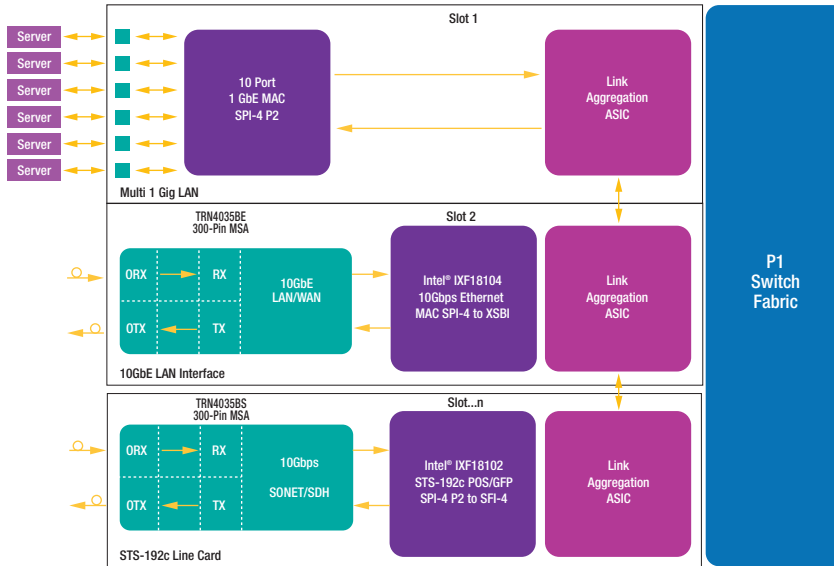 Slot 1
Server
Server
Server
Server
Server
Server
10 Port
1 GbE MAC
SPI-4 P2
Link
Aggregation
ASIC
Multi 1 Gig LAN
TRN4035BE
300-Pin MSA
Slot 2
ORX
RX
OTX
TX
10GbE
LAN/WAN
Intel® IXF18104
10Gbps Ethernet
MAC SPI-4 to XSBI
Link
Aggregation
ASIC
10GbE LAN Interface
TRN4035BS
300-Pin MSA
Slot...n
ORX
RX
OTX
TX
10Gbps
SONET/SDH
Intel® IXF18102
STS-192c POS/GFP
SPI-4 P2 to SFI-4
Link
Aggregation
ASIC
STS-192c Line Card
P1
Switch
Fabric